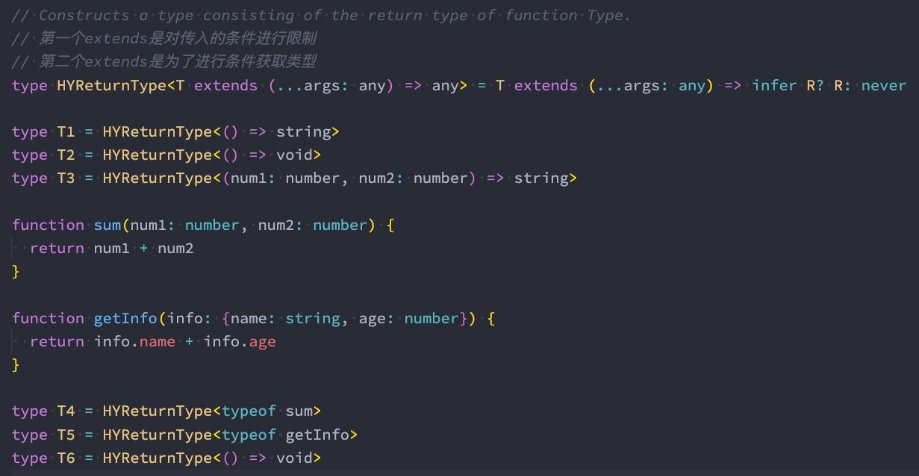 // Constructs a type consisting of the return type of function Type.
// 第一个extends是对传入的条件进行限制
// 第二个extends是为了进行条件获取类型
type HYReturnType<T extends (...args: any) => any> = T extends (...args: any) => infer R? R: never
type T1 = HYReturnType<() => string>
type T2 = HYReturnType<() => void>
type T3 = HYReturnType<(num1: number, num2: number) => string>
function sum(num1: number, num2: number) {
  return num1 + num2
}
function getInfo(info: {name: string, age: number}) {
  return info.name + info.age
}
type T4 = HYReturnType<typeof sum>
type T5 = HYReturnType<typeof getInfo>
type T6 = HYReturnType<() => void>